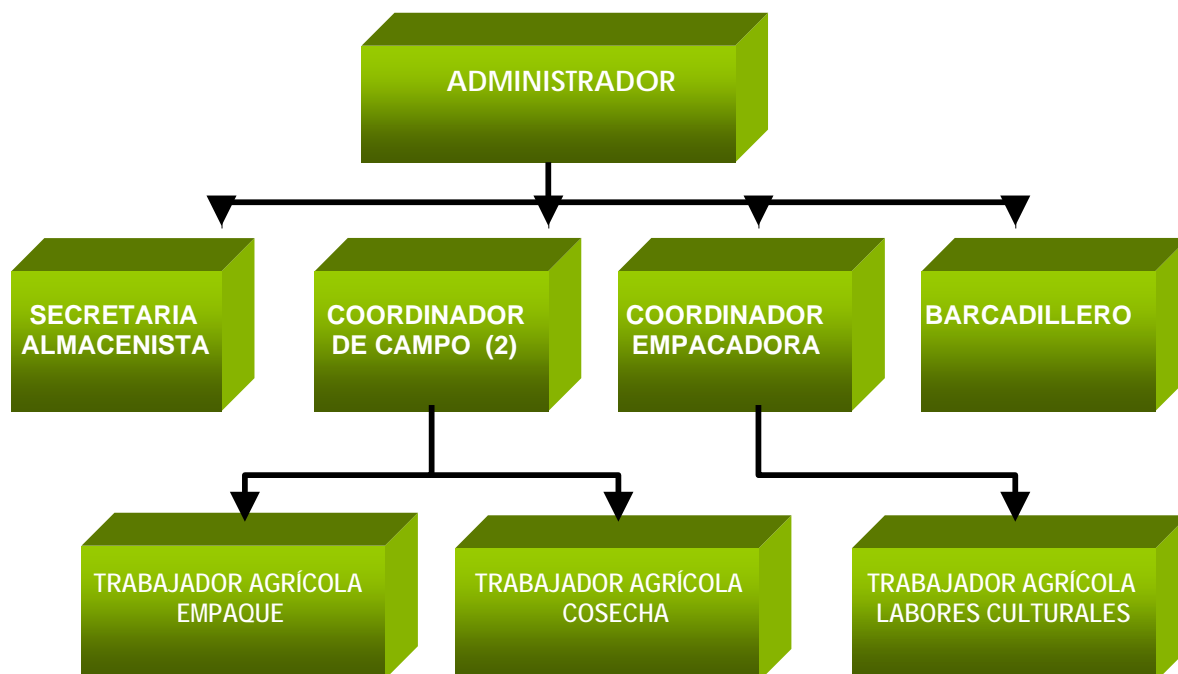 ADMINISTRADOR
SECRETARIA
ALMACENISTA
COORDINADOR
DE CAMPO (2)
COORDINADOR
EMPACADORA
BARCADILLERO
TRABAJADOR AGRÍCOLA
EMPAQUE
TRABAJADOR AGRÍCOLA
COSECHA
TRABAJADOR AGRÍCOLA
LABORES CULTURALES